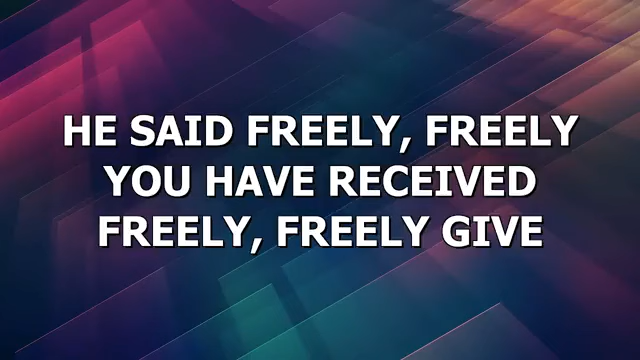 HE SAID FREELY, FREELY
YOU HAVE RECEIVED
FREELY, FREELY GIVE